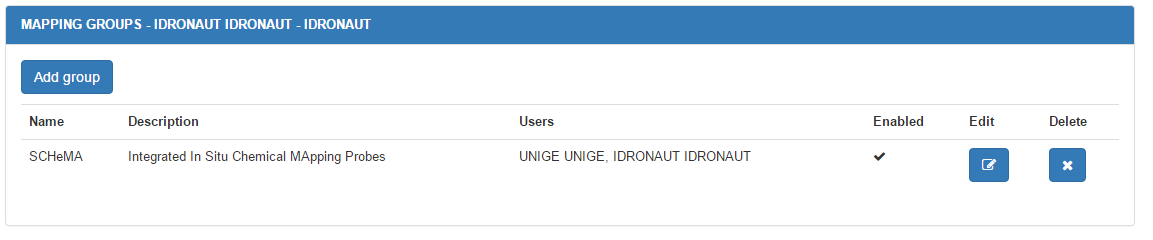 MAPPING GROUPS - IDRONAUT IDRONAUT - IDRONAUT
Add group
Name Description Users Enabled Edit Delete
SCHeMA Integrated In Situ Chemical MApping Probes UNIGE UNIGE, IDRONAUT IDRONAUT